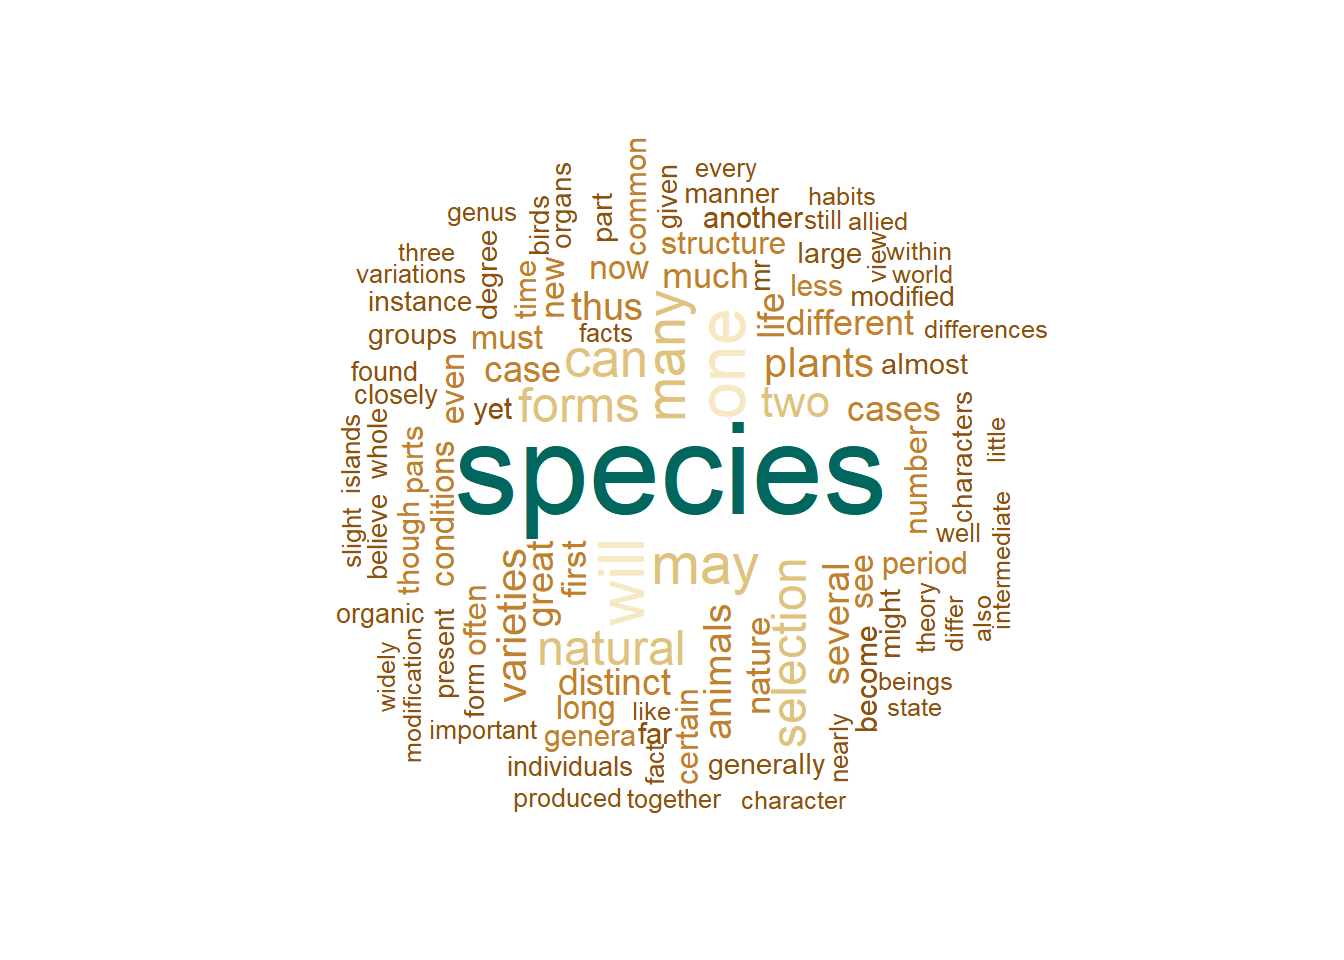 every
common
manner
habits
given
organs
part
birds
genus
another
still
allied
structure
three
degree
now
much
mr
large
view
within
variations
time
new
less
world
instance
thus
many
one
life
modified
groups
must
facts
different
differences
case
can
plants
almost
found
even
closely
yet
forms
two
cases
islands
whole
parts
conditions
species
number
characters
little
slight
believe
though
well
intermediate
great
first
will
may
selection
several
see
period
organic
varieties
often
present
natural
animals
nature
become
might
theory
differ
also
widely
modification
form
distinct
beings
long
like
state
important
genera
far
fact
certain
nearly
individuals
generally
produced
together
character